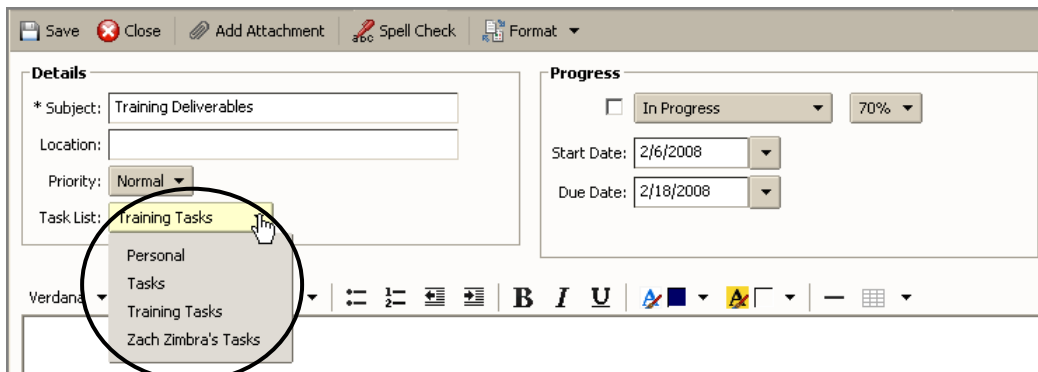 Save Close Add Attachment abc Spell Check Format
Details
* Subject: Training Deliverables
Location:
Priority: Normal
Task List: Training Tasks
Personal
Tasks
Training Tasks
Zach Zimbra's Tasks
Progress
In Progress 70%
Start Date: 2/6/2008
Due Date: 2/18/2008
Verdana B I U